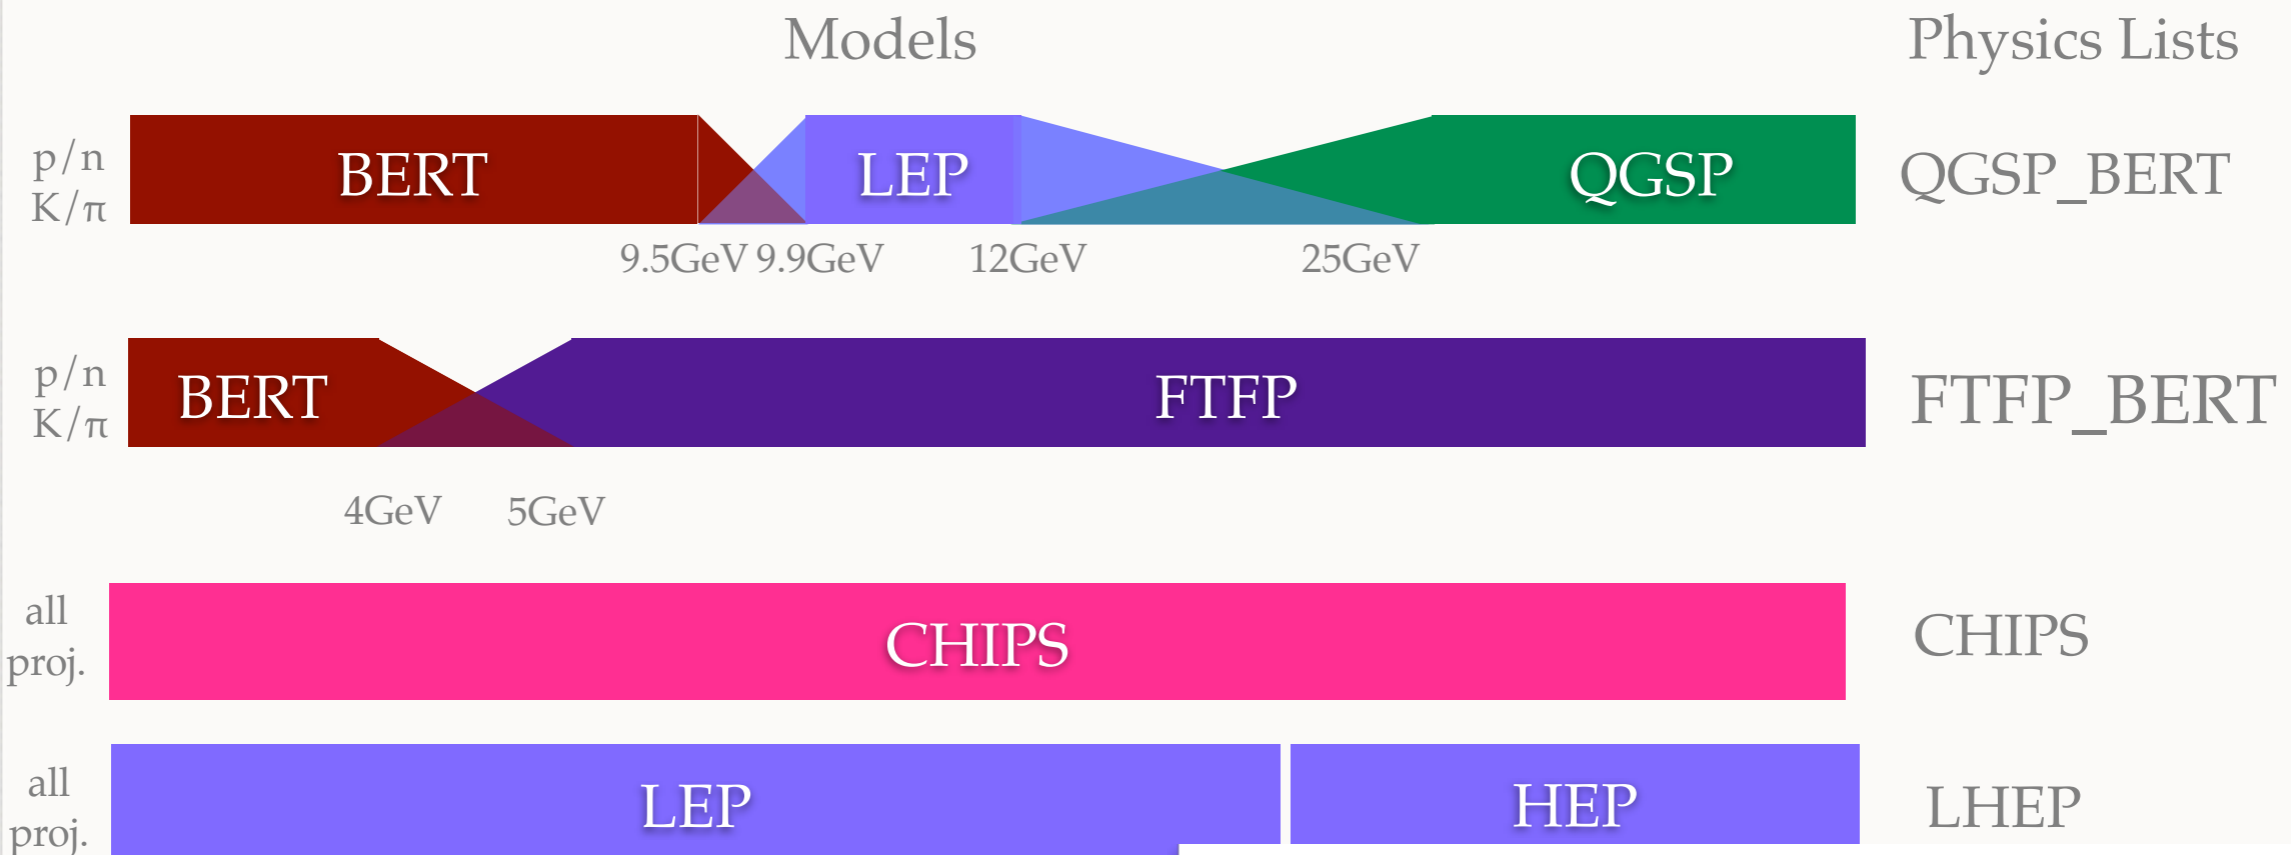 Models
Physics Lists
p/n
K/π
BERT
LEP
QGSP
QGSP_BERT
9.5GeV
9.9GeV
12GeV
25GeV
p/n
K/π
BERT
FTFP
FTFP_BERT
4GeV
5GeV
all
proj.
CHIPS
CHIPS
all
proj.
LEP
HEP
LHEP